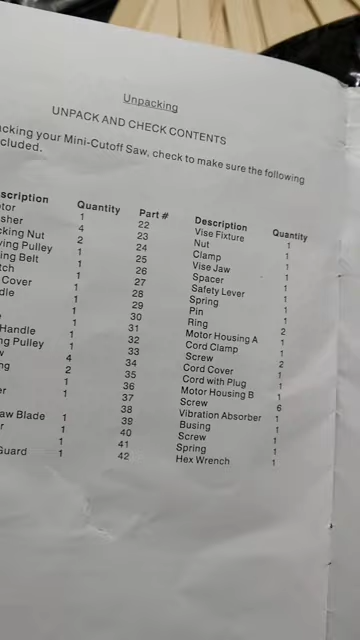 Unpacking
UNPACK AND CHECK CONTENTS
cking your Mini-Cutoff Saw, check to make sure the following
cluded.
scription Quantity Part # Description Quantity
tor 1 22 Vise Fixture 1
sher 4 23 Nut 1
cking Nut 2 24 Clamp 1
ving Pulley 1 25 Vise Jaw 1
ing Belt 1 26 Spacer 1
tch 1 27 Safety Lever 1
Cover 1 28 Spring 1
dle 1 29 Pin 1
1 30 Ring 2
e 1 31 Motor Housing A 1
Handle 1 32 Cord Clamp 1
ng Pulley 1 33 Screw 2
w 4 34 Cord Cover 1
ng 2 35 Cord with Plug 1
1 36 Motor Housing B 1
er 1 37 Screw 6
38 Vibration Absorber 1
aw Blade 1 39 Busing 1
r 1 40 Screw 1
1 41 Spring 1
Guard 1 42 Hex Wrench 1